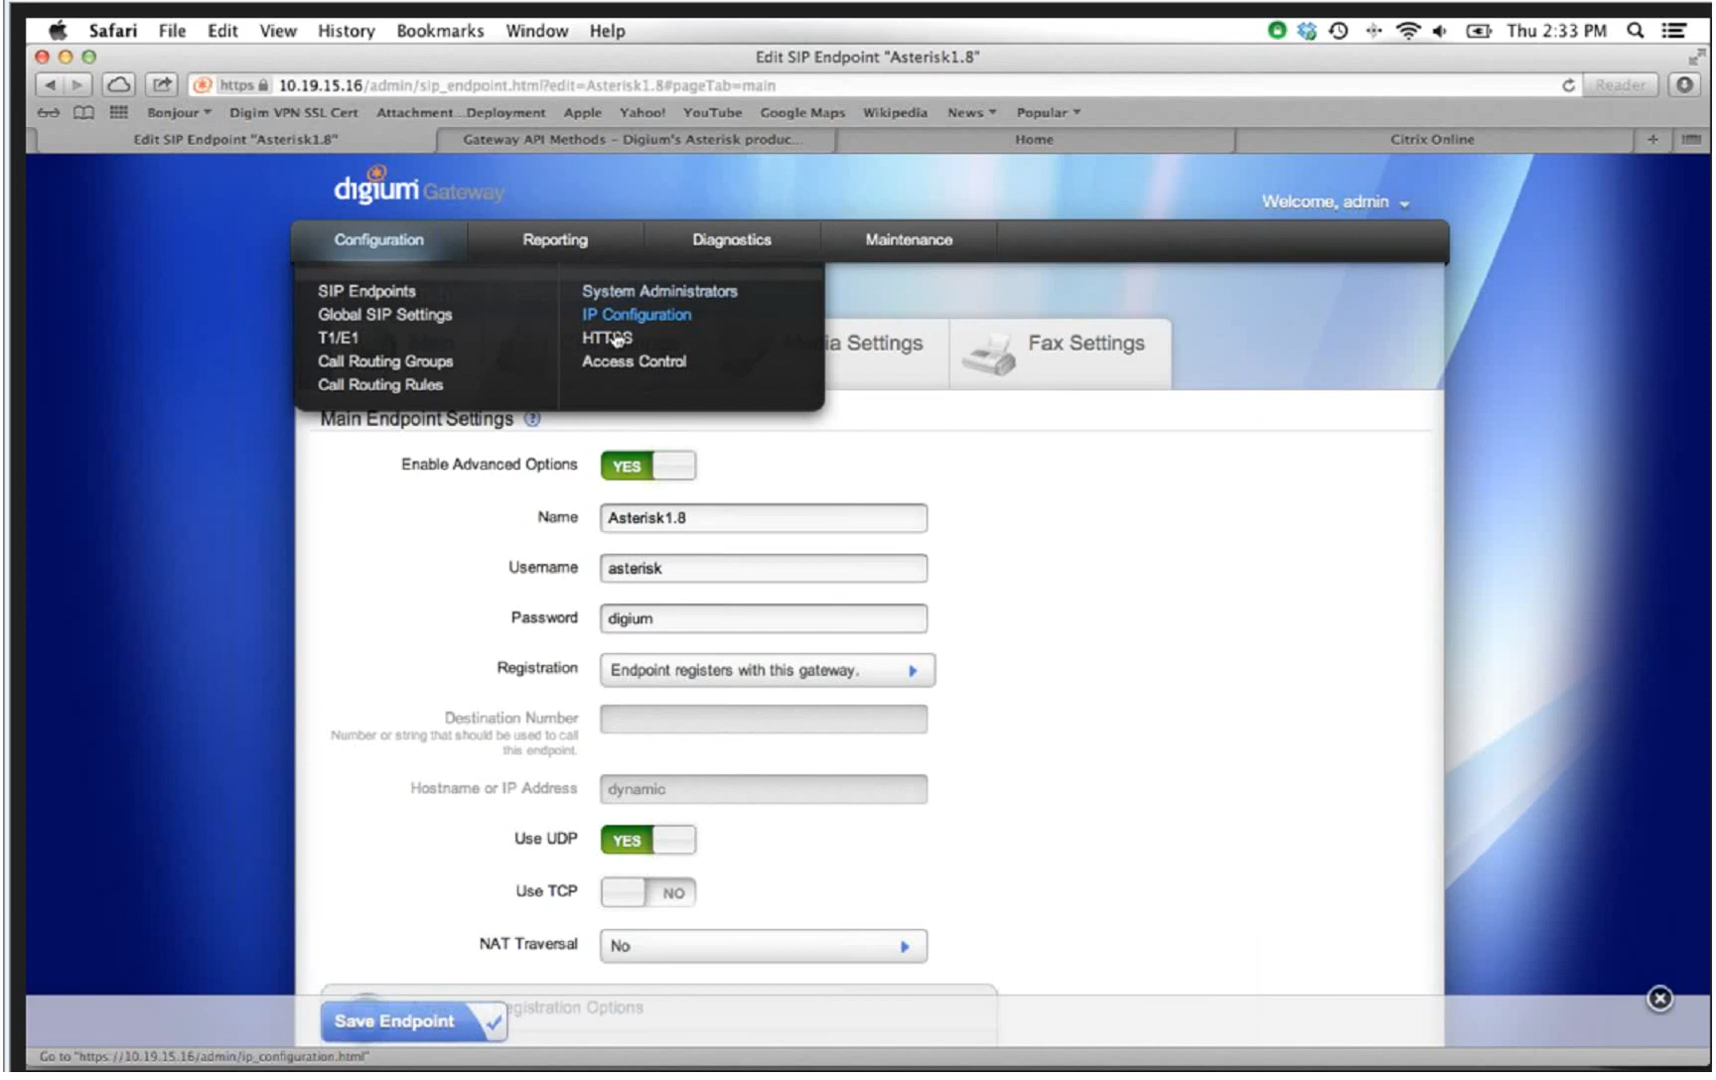 Safari File Edit View History Bookmarks Window Help Thu 2:33 PM
Edit SIP Endpoint "Asterisk1.8"
https 10.19.15.16/admin/sip_endpoint.html?edit=Asterisk1.8#pageTab=main Reader
Bonjour Digim VPN SSL Cert Attachment...Deployment Apple Yahoo! YouTube Google Maps Wikipedia News Popular
Edit SIP Endpoint "Asterisk1.8" Gateway API Methods – Digium's Asterisk produc... Home Citrix Online
digium Gateway
Welcome, admin
Configuration Reporting Diagnostics Maintenance
SIP Endpoints System Administrators
Global SIP Settings IP Configuration
T1/E1 HTTPS
Call Routing Groups Access Control
Call Routing Rules
Settings Fax Settings
Main Endpoint Settings ?
Enable Advanced Options YES
Name Asterisk1.8
Username asterisk
Password digium
Registration Endpoint registers with this gateway.
Destination Number
Number or string that should be used to call
this endpoint.
Hostname or IP Address dynamic
Use UDP YES
Use TCP NO
NAT Traversal No
Options
Save Endpoint
Go to "https://10.19.15.16/admin/ip_configuration.html"